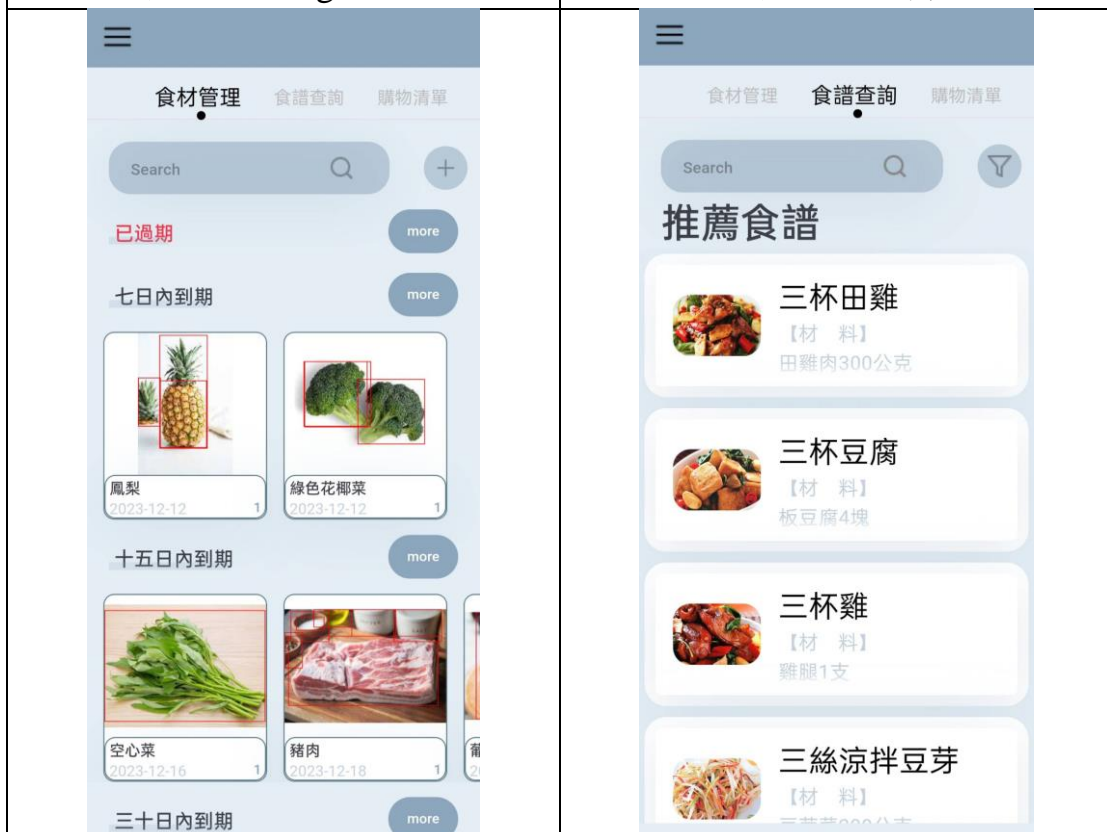 食材管理 食譜查詢 購物清單
Search
已過期 more
七日內到期 more
鳳梨
2023-12-12 1
綠色花椰菜
2023-12-12 1
十五日內到期 more
空心菜
2023-12-16 1
豬肉
2023-12-18 1
三十日內到期 more
食材管理 食譜查詢 購物清單
Search
推薦食譜
三杯田雞
【材 料】
田雞肉300公克
三杯豆腐
【材 料】
板豆腐4塊
三杯雞
【材 料】
雞腿1支
三絲涼拌豆芽
【材 料】